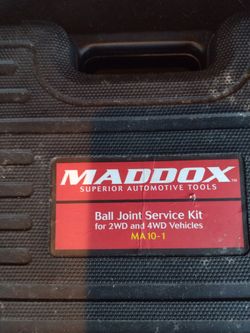 MADDOX
SUPERIOR AUTOMOTIVE TOOLS
Ball Joint Service Kit
for 2WD and 4WD Vehicles
MA10-1